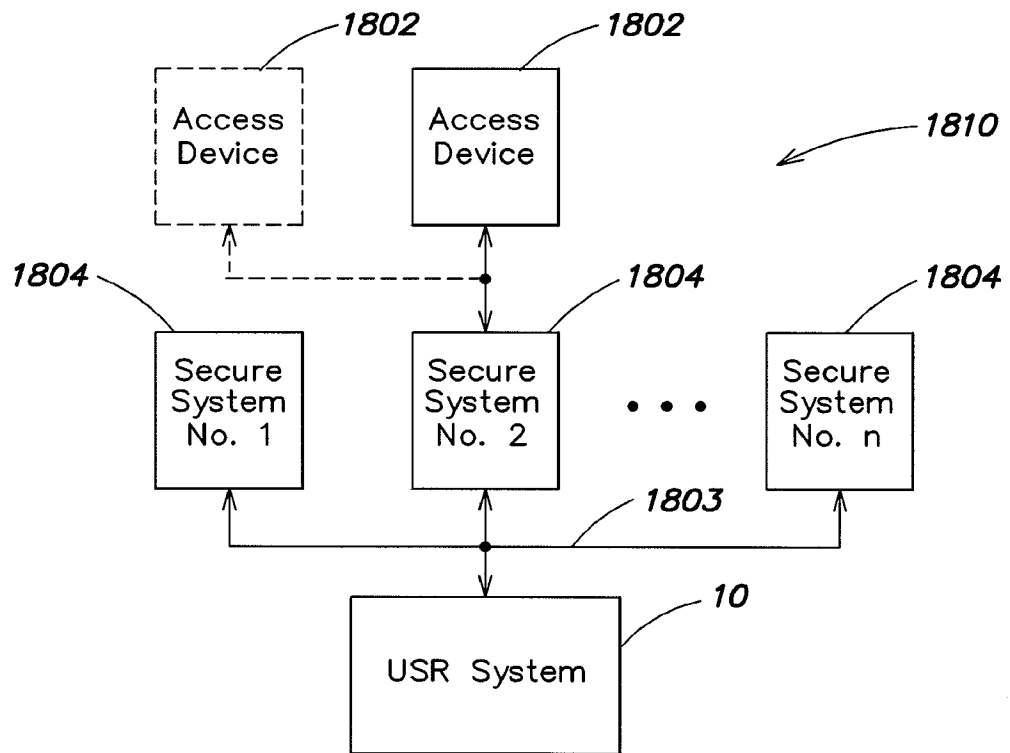 1802
1802
Access
Device
Access
Device
1810
1804
1804
1804
Secure
System
No. 1
Secure
System
No. 2
Secure
System
No. n
1803
10
USR System